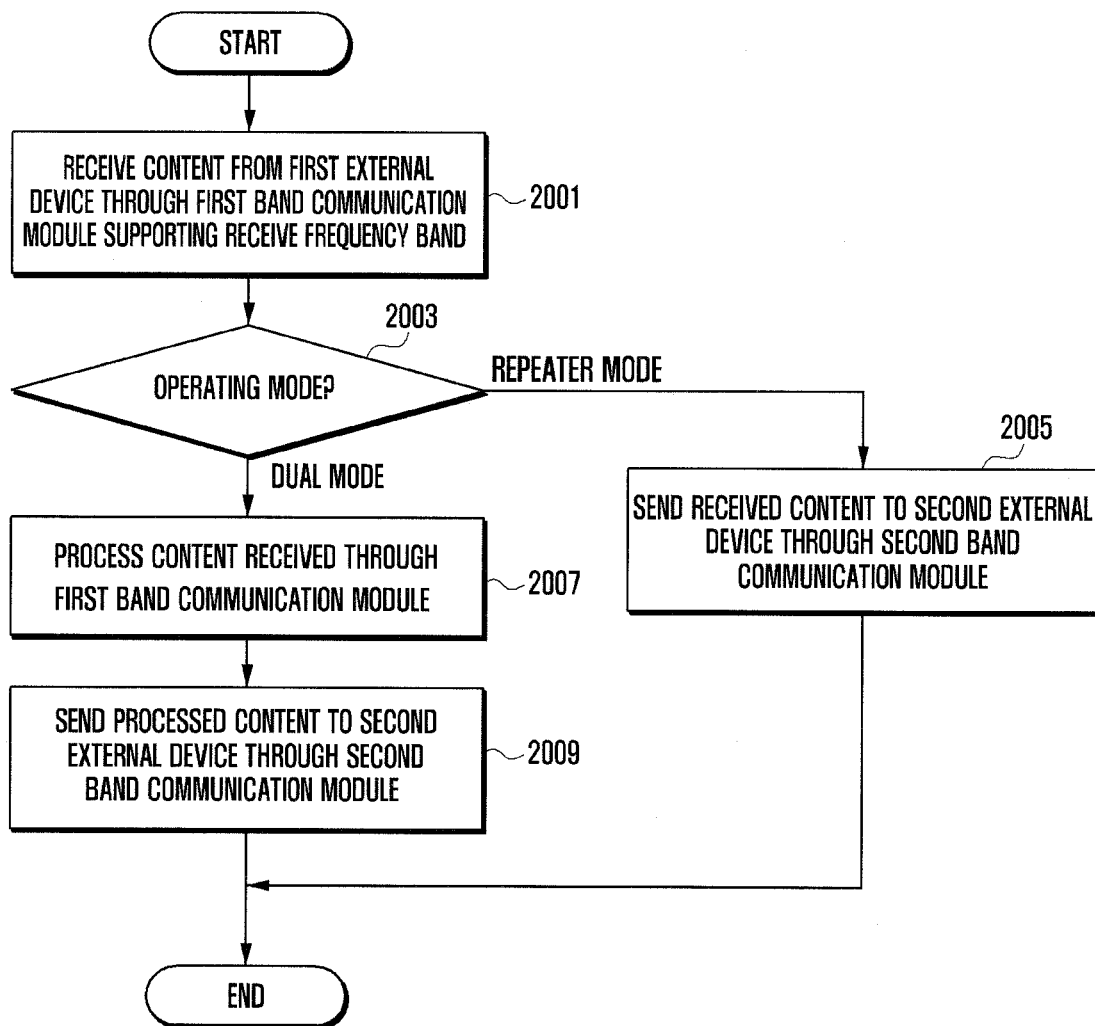 START
RECEIVE CONTENT FROM FIRST EXTERNAL
DEVICE THROUGH FIRST BAND COMMUNICATION
MODULE SUPPORTING RECEIVE FREQUENCY BAND
2001
2003
OPERATING MODE?
REPEATER MODE
DUAL MODE
2005
SEND RECEIVED CONTENT TO SECOND EXTERNAL
DEVICE THROUGH SECOND BAND
COMMUNICATION MODULE
PROCESS CONTENT RECEIVED THROUGH
FIRST BAND COMMUNICATION MODULE
2007
SEND PROCESSED CONTENT TO SECOND
EXTERNAL DEVICE THROUGH SECOND
BAND COMMUNICATION MODULE
2009
END